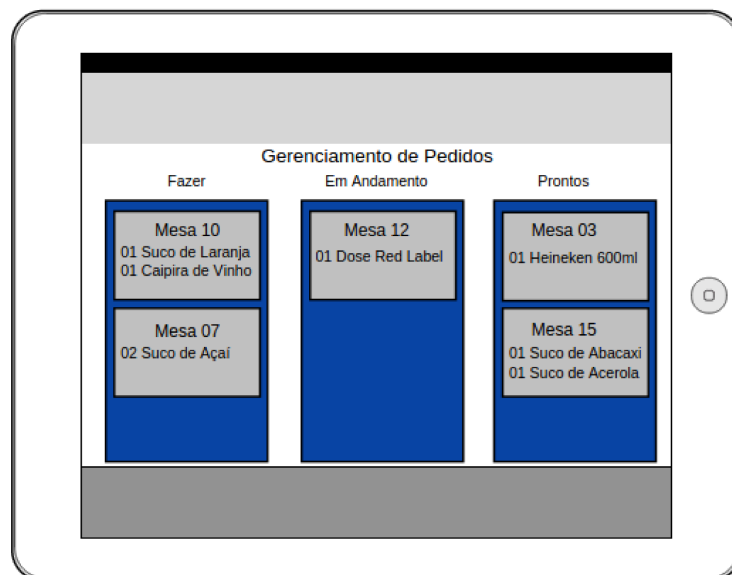 Gerenciamento de Pedidos
Fazer
Em Andamento
Prontos
Mesa 10
01 Suco de Laranja
01 Caipira de Vinho
Mesa 07
02 Suco de Açaí
Mesa 12
01 Dose Red Label
Mesa 03
01 Heineken 600ml
Mesa 15
01 Suco de Abacaxi
01 Suco de Acerola